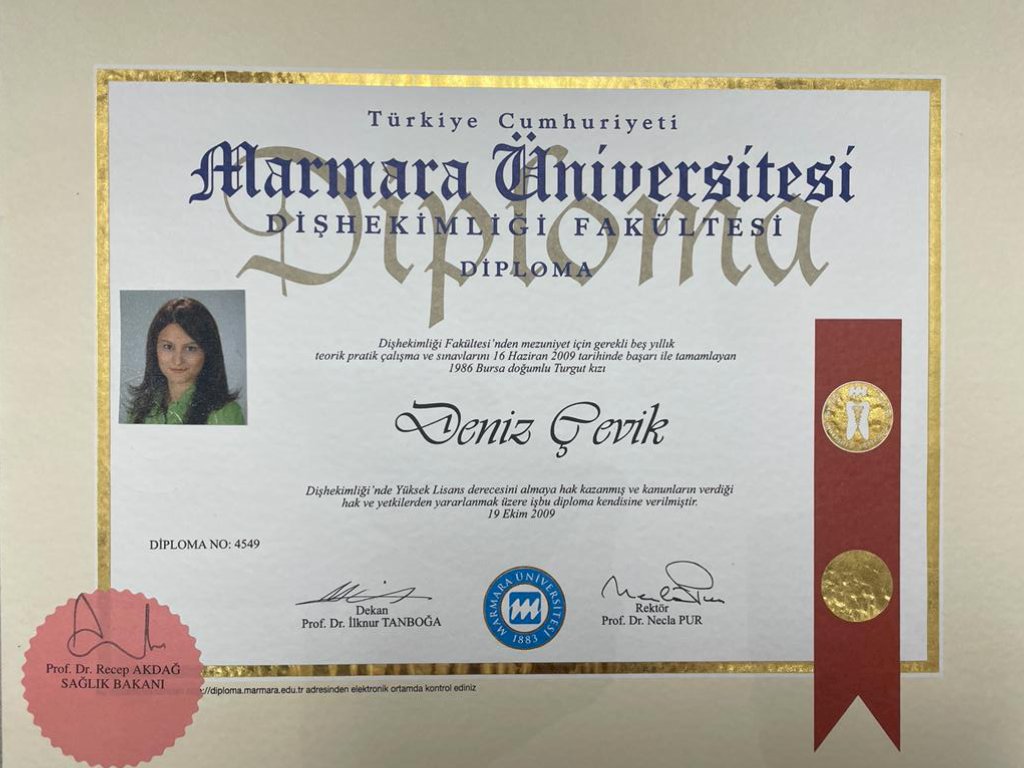 Türkiye Cumhuriyeti
Marmara Üniversitesi
DİŞHEKİMLİĞİ FAKÜLTESİ
Diploma
DİPLOMA
Dişhekimliği Fakültesi'nden mezuniyet için gerekli beş yıllık
teorik pratik çalışma ve sınavlarını 16 Haziran 2009 tarihinde başarı ile tamamlayan
1986 Bursa doğumlu Turgut kızı
Deniz Çevik
Dişhekimliği'nde Yüksek Lisans derecesini almaya hak kazanmış ve kanunların verdiği
hak ve yetkilerden yararlanmak üzere işbu diploma kendisine verilmiştir.
19 Ekim 2009
DİPLOMA NO: 4549
Dekan
Prof. Dr. İlknur TANBOĞA
MARMARA ÜNİVERSİTESİ
1883
Rektör
Prof. Dr. Necla PUR
Prof. Dr. Recep AKDAĞ
SAĞLIK BAKANI
://diploma.marmara.edu.tr adresinden elektronik ortamda kontrol ediniz